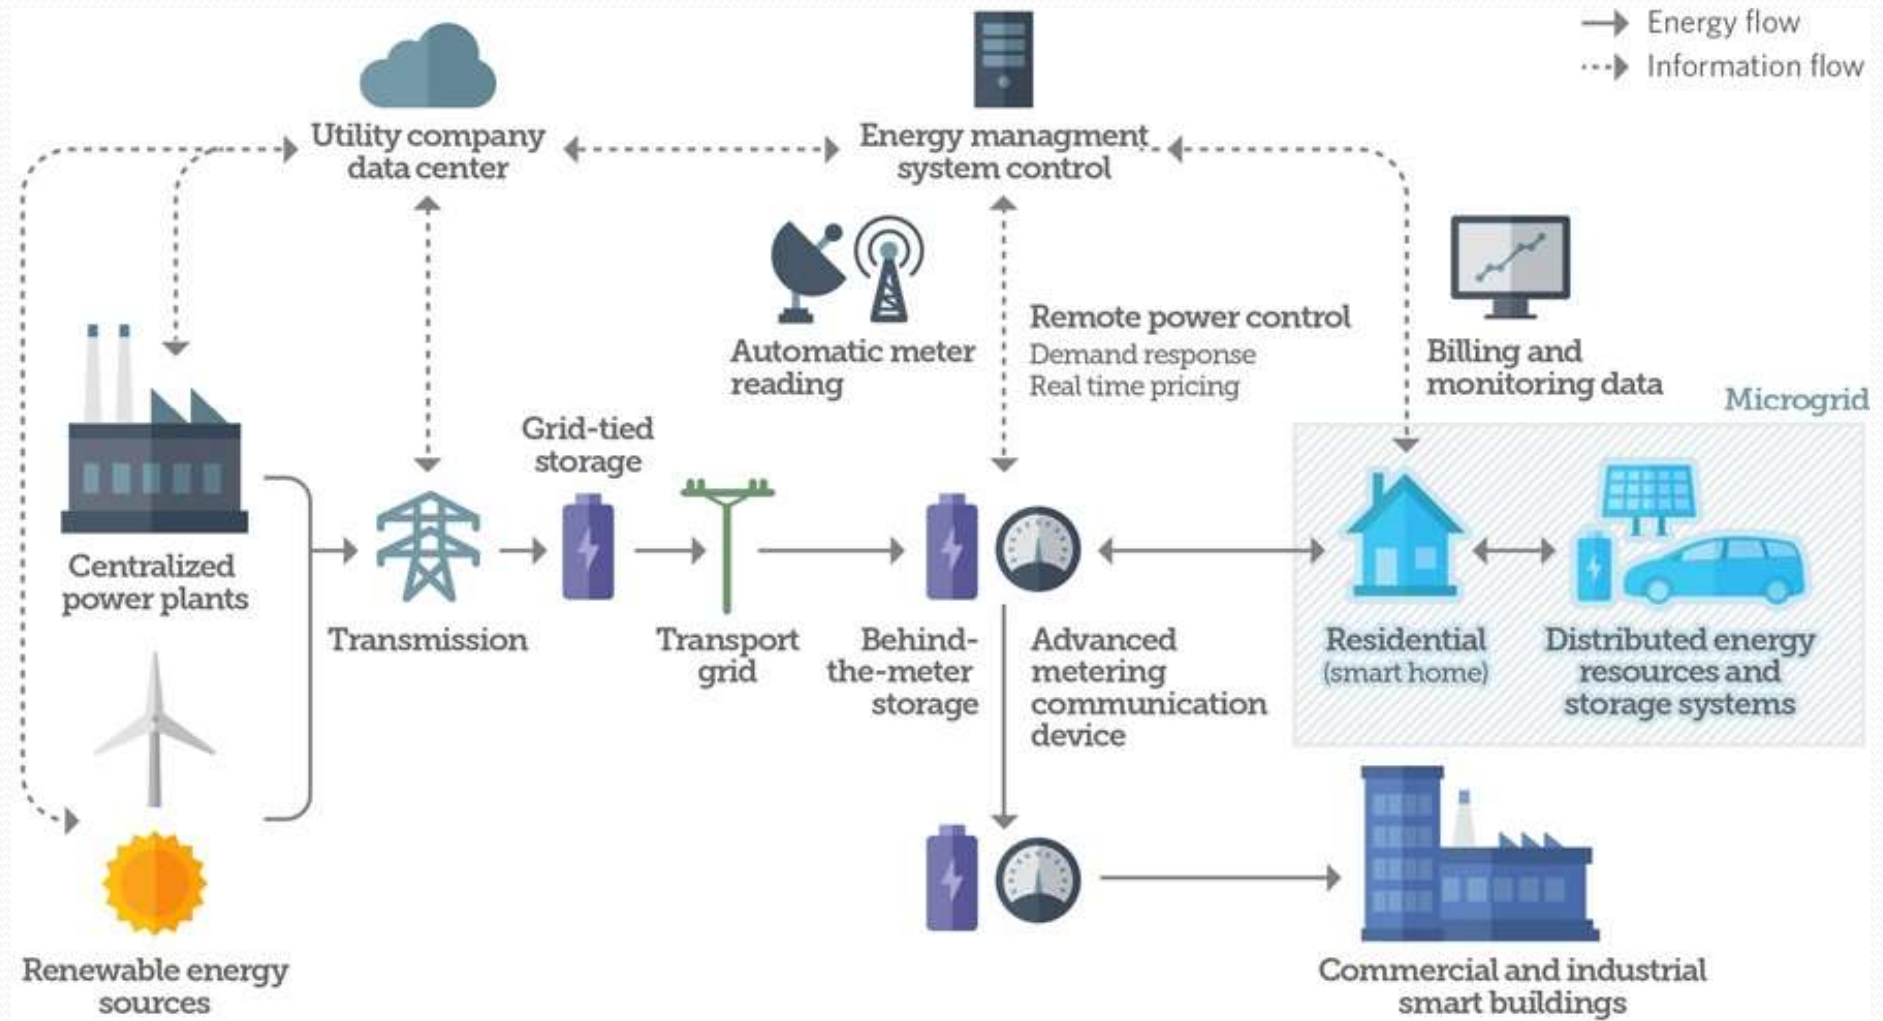 Energy flow
Information flow
Utility company
data center
Energy managment
system control
Automatic meter
reading
Remote power control
Demand response
Real time pricing
Billing and
monitoring data
Microgrid
Grid-tied
storage
Centralized
power plants
Transmission
Transport
grid
Behind-
the-meter
storage
Advanced
metering
communication
device
Residential
(smart home)
Distributed energy
resources and
storage systems
Renewable energy
sources
Commercial and industrial
smart buildings